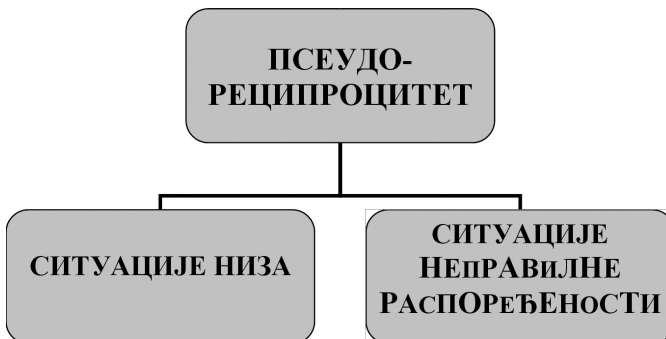 ПСЕУДО-
РЕЦИПРОЦИТЕТ
СИТУАЦИЈЕ НИЗА
СИТУАЦИЈЕ
НЕпРАВиЛНЕ
РАсПОРеЂЕНоСТИ